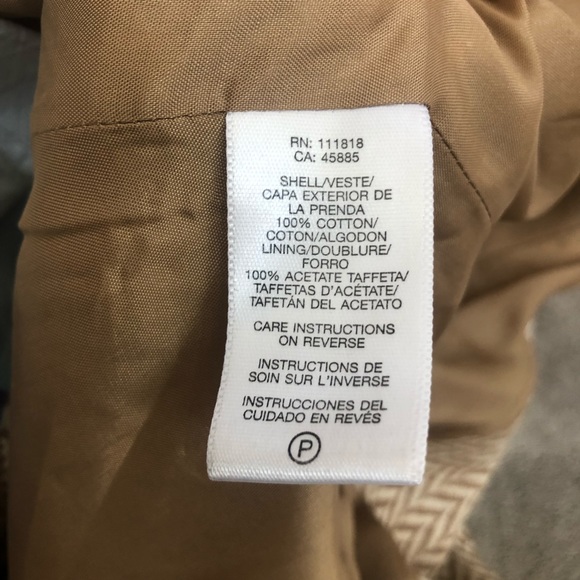 RN: 111818
CA: 45885
SHELL/VESTE/
CAPA EXTERIOR DE
LA PRENDA
100% COTTON/
COTON/ALGODON
LINING/DOUBLURE/
FORRO
100% ACETATE TAFFETA/
TAFFETAS D'ACÉTATE/
TAFETÁN DEL ACETATO
CARE INSTRUCTIONS
ON REVERSE
INSTRUCTIONS DE
SOIN SUR L'INVERSE
INSTRUCCIONES DEL
CUIDADO EN REVÉS
P